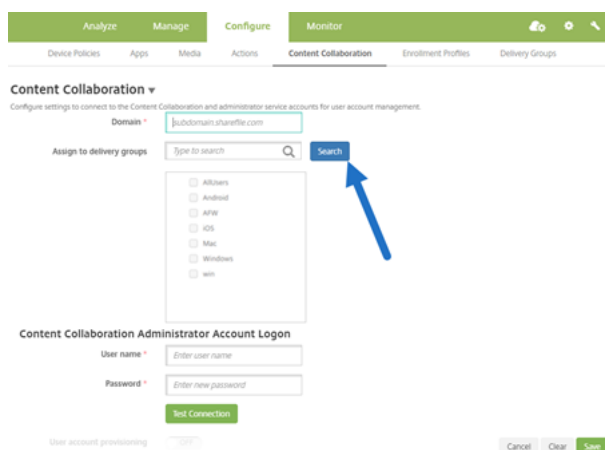 Analyze Manage Configure Monitor
Device Policies Apps Media Actions Content Collaboration Enrollment Profiles Delivery Groups
Content Collaboration ▾
Configure settings to connect to the Content Collaboration and administrator service accounts for user account management.
Domain * subdomain.sharefile.com
Assign to delivery groups Type to search Search
AllUsers
Android
AFW
iOS
Mac
Windows
win
Content Collaboration Administrator Account Logon
User name * Enter user name
Password * Enter new password
Test Connection
User account provisioning OFF
Cancel Clear Save